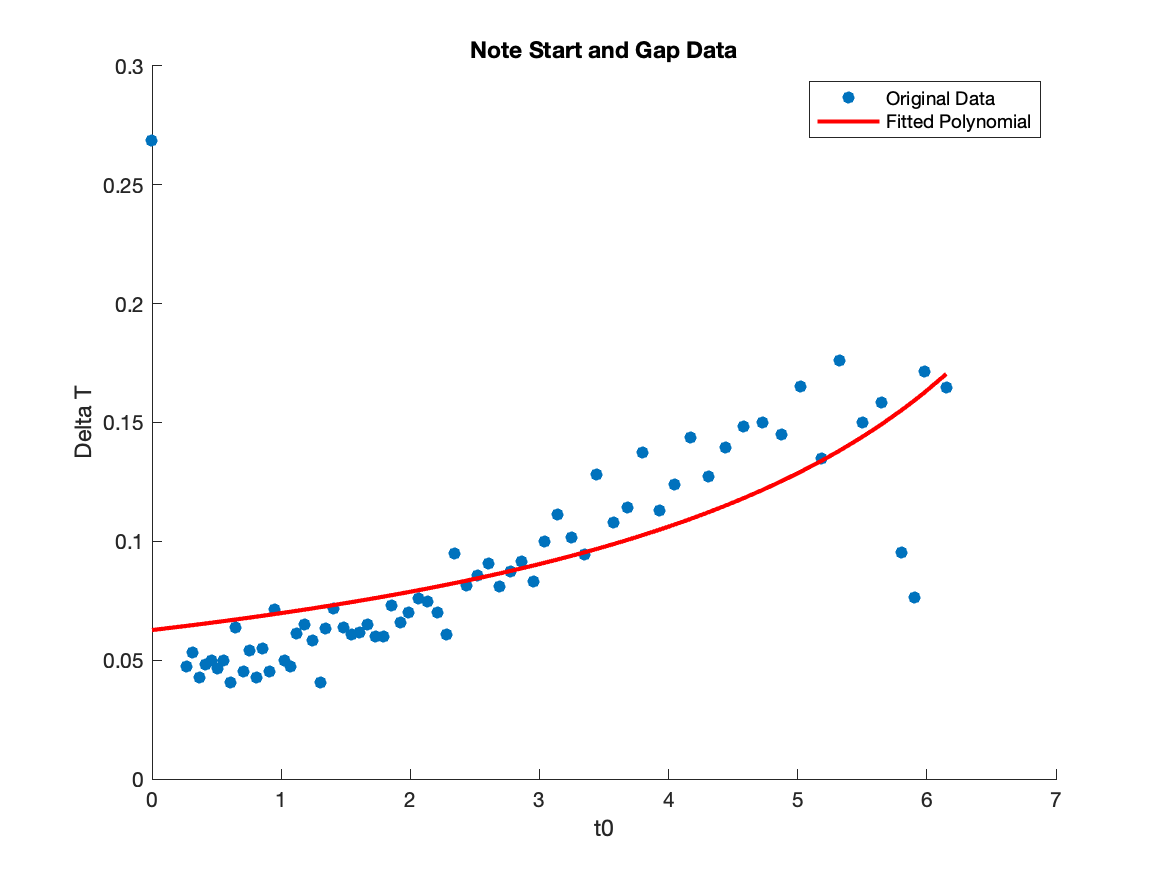 Note Start and Gap Data
0.3
0.25
0.2
0.15
0.1
0.05
0
Delta T
Original Data
Fitted Polynomial
0 1 2 3 4 5 6 7
t0